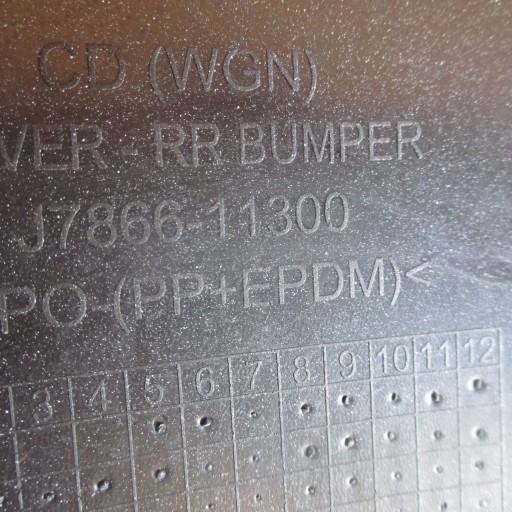 CD (WGN)
VER - RR BUMPER
J7866-11300
PO-(PP+EPDM)<
3 4 5 6 7 8 9 10 11 12